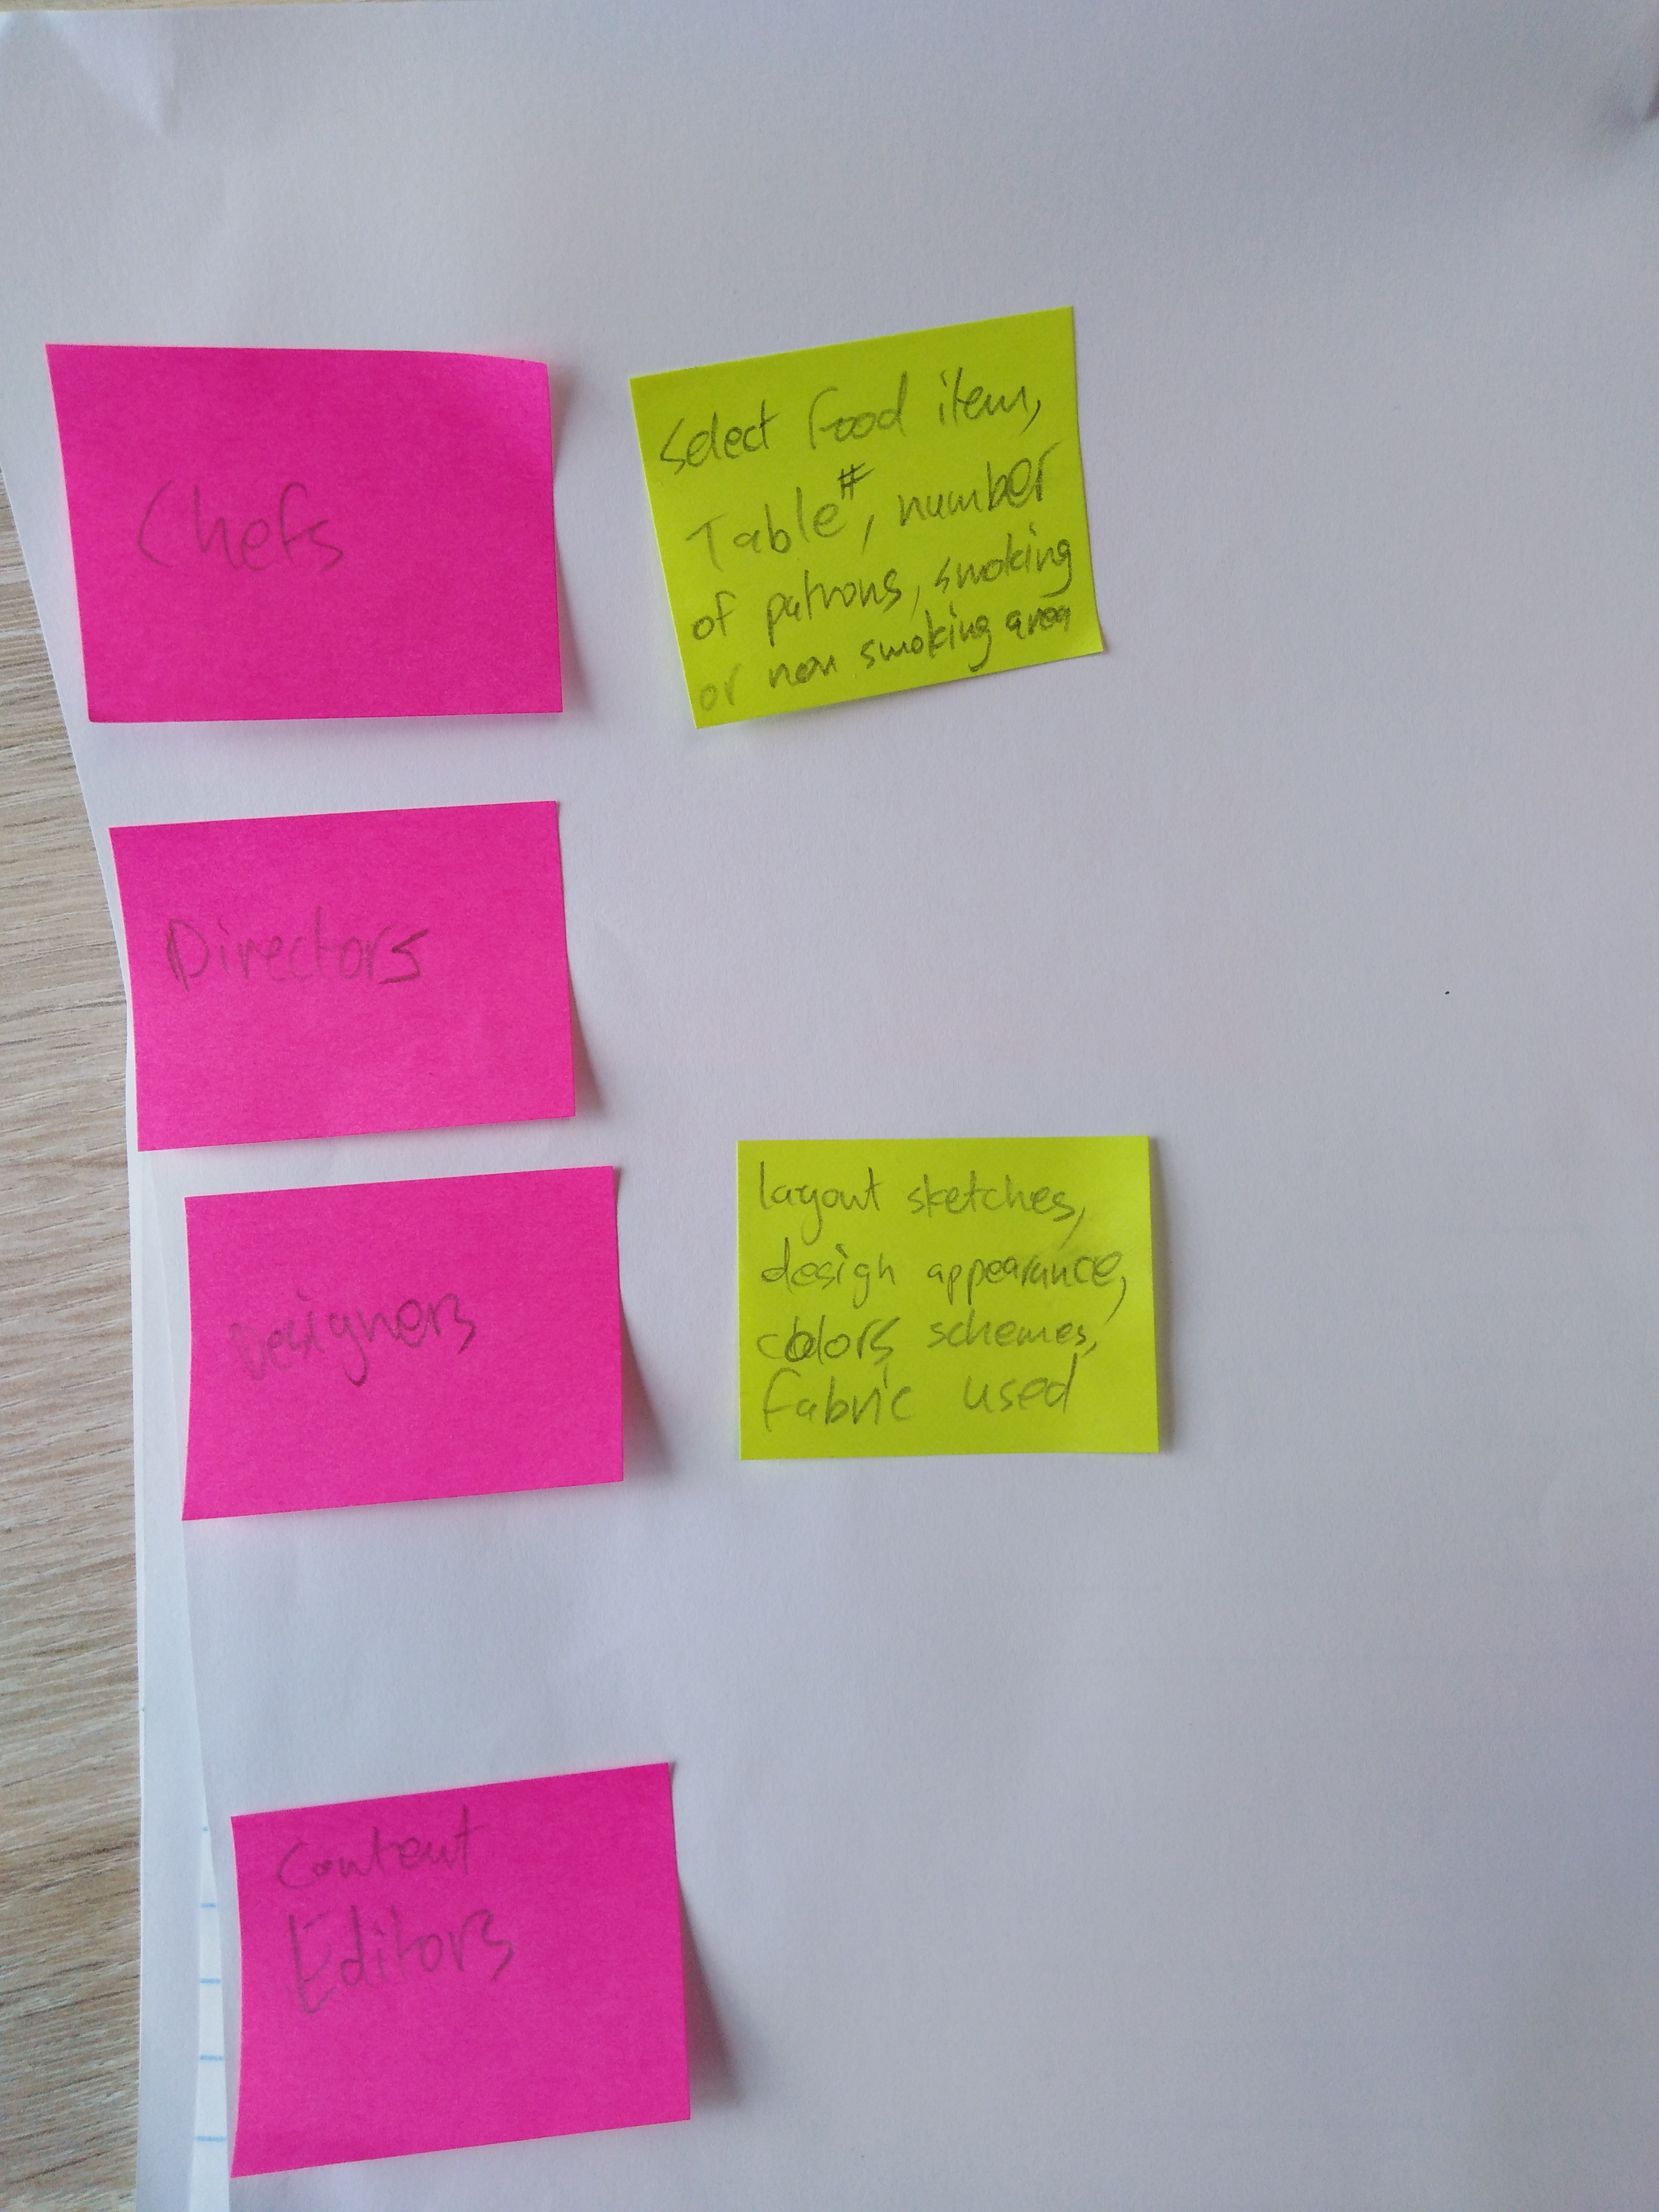 Chefs
Select Food item,
Table#, number
of patrons, smoking
or non smoking area
Directors
Designers
layout sketches,
design appearance,
colors schemes,
fabric used
Content
Editors